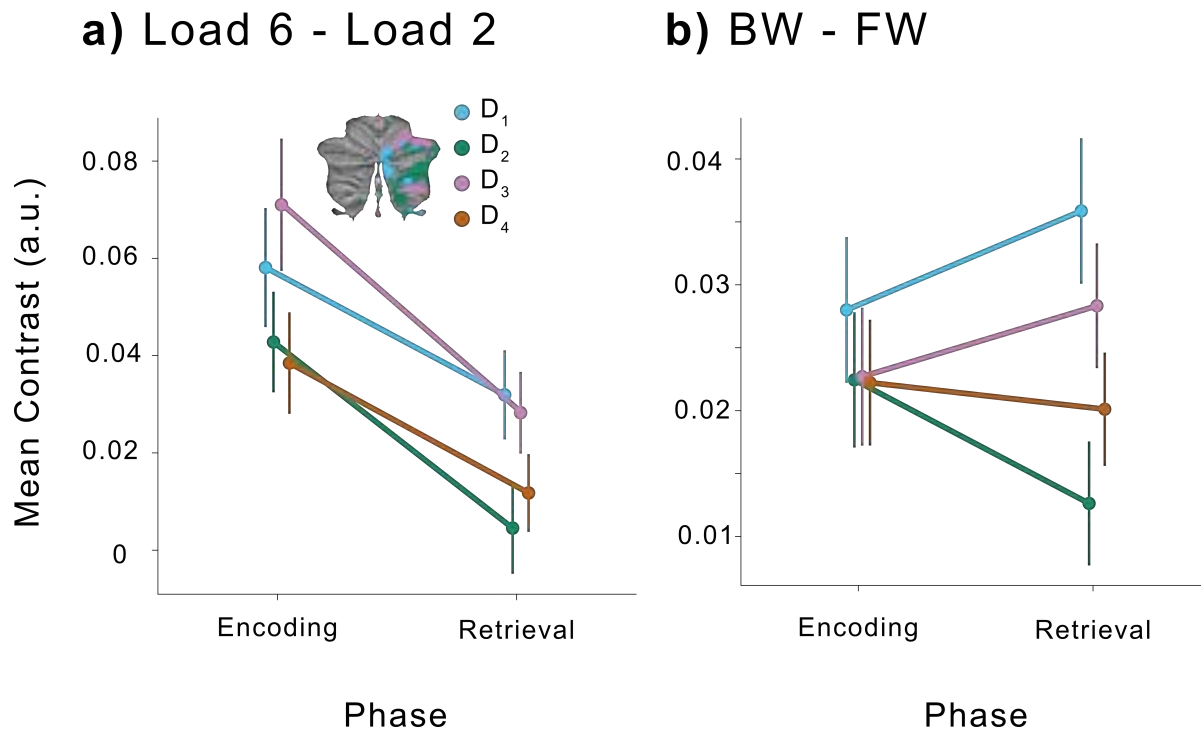 a) Load 6 - Load 2
b) BW - FW
D1
D2
D3
D4
Mean Contrast (a.u.)
0.08
0.06
0.04
0.02
0
Encoding
Retrieval
Phase
0.04
0.03
0.02
0.01
Encoding
Retrieval
Phase